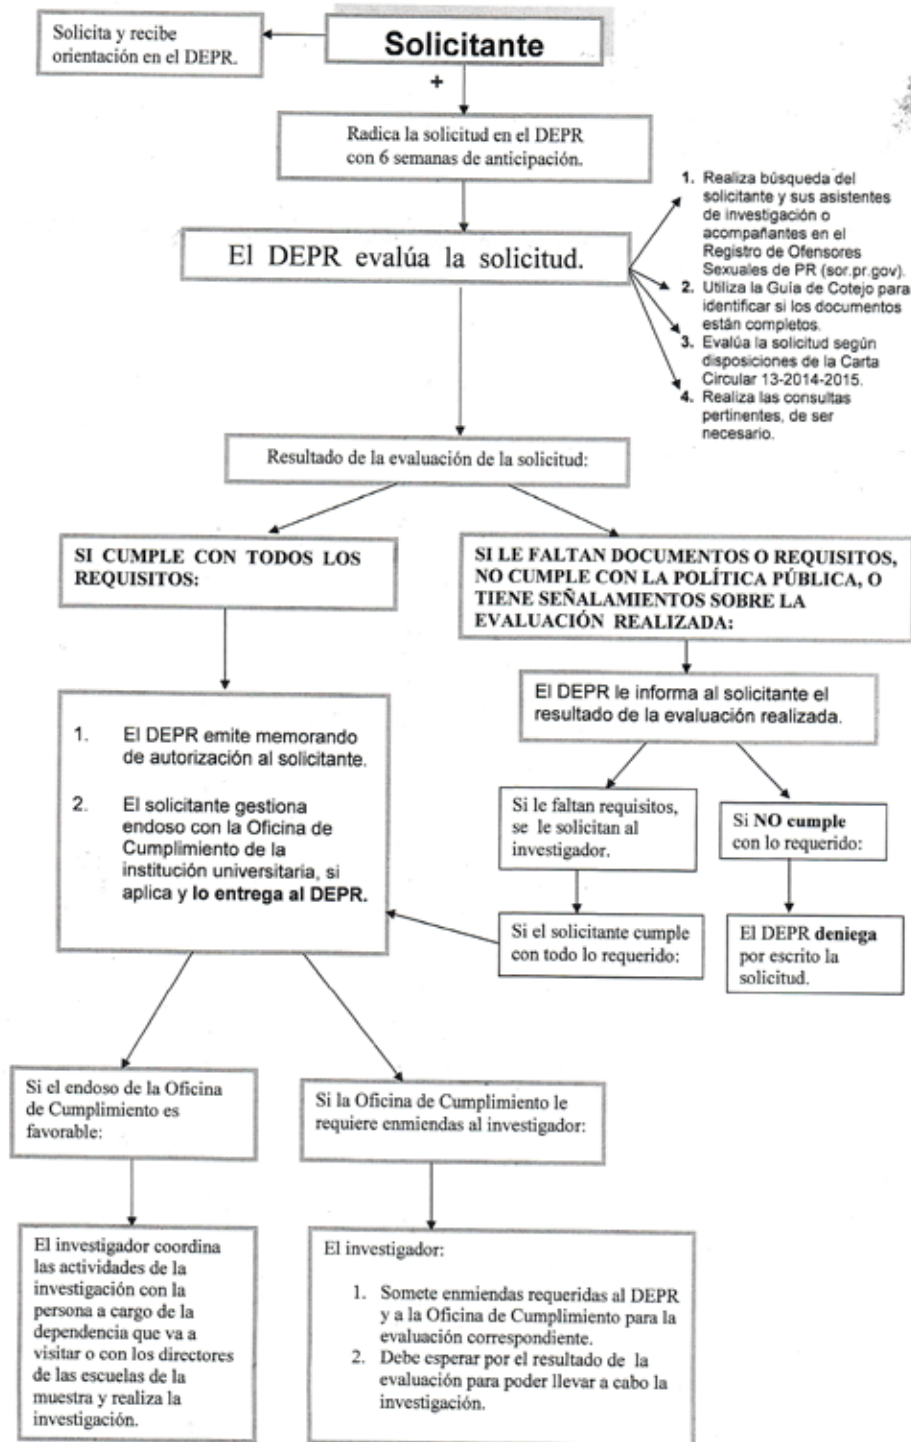 Solicita y recibe
orientación en el DEPR.
Solicitante
+
Radica la solicitud en el DEPR
con 6 semanas de anticipación.
El DEPR evalúa la solicitud.
1. Realiza búsqueda del
solicitante y sus asistentes
de investigación o
acompañantes en el
Registro de Ofensores
Sexuales de PR (sor.pr.gov).
2. Utiliza la Guía de Cotejo para
identificar si los documentos
están completos.
3. Evalúa la solicitud según
disposiciones de la Carta
Circular 13-2014-2015.
4. Realiza las consultas
pertinentes, de ser
necesario.
Resultado de la evaluación de la solicitud:
SI CUMPLE CON TODOS LOS
REQUISITOS:
SI LE FALTAN DOCUMENTOS O REQUISITOS,
NO CUMPLE CON LA POLÍTICA PÚBLICA, O
TIENE SEÑALAMIENTOS SOBRE LA
EVALUACIÓN REALIZADA:
El DEPR le informa al solicitante el
resultado de la evaluación realizada.
1. El DEPR emite memorando
de autorización al solicitante.
2. El solicitante gestiona
endoso con la Oficina de
Cumplimiento de la
institución universitaria, si
aplica y lo entrega al DEPR.
Si le faltan requisitos,
se le solicitan al
investigador.
Si NO cumple
con lo requerido:
Si el solicitante cumple
con todo lo requerido:
El DEPR deniega
por escrito la
solicitud.
Si el endoso de la Oficina
de Cumplimiento es
favorable:
Si la Oficina de Cumplimiento le
requiere enmiendas al investigador:
El investigador coordina
las actividades de la
investigación con la
persona a cargo de la
dependencia que va a
visitar o con los directores
de las escuelas de la
muestra y realiza la
investigación.
El investigador:
1. Somete enmiendas requeridas al DEPR
y a la Oficina de Cumplimiento para la
evaluación correspondiente.
2. Debe esperar por el resultado de la
evaluación para poder llevar a cabo la
investigación.